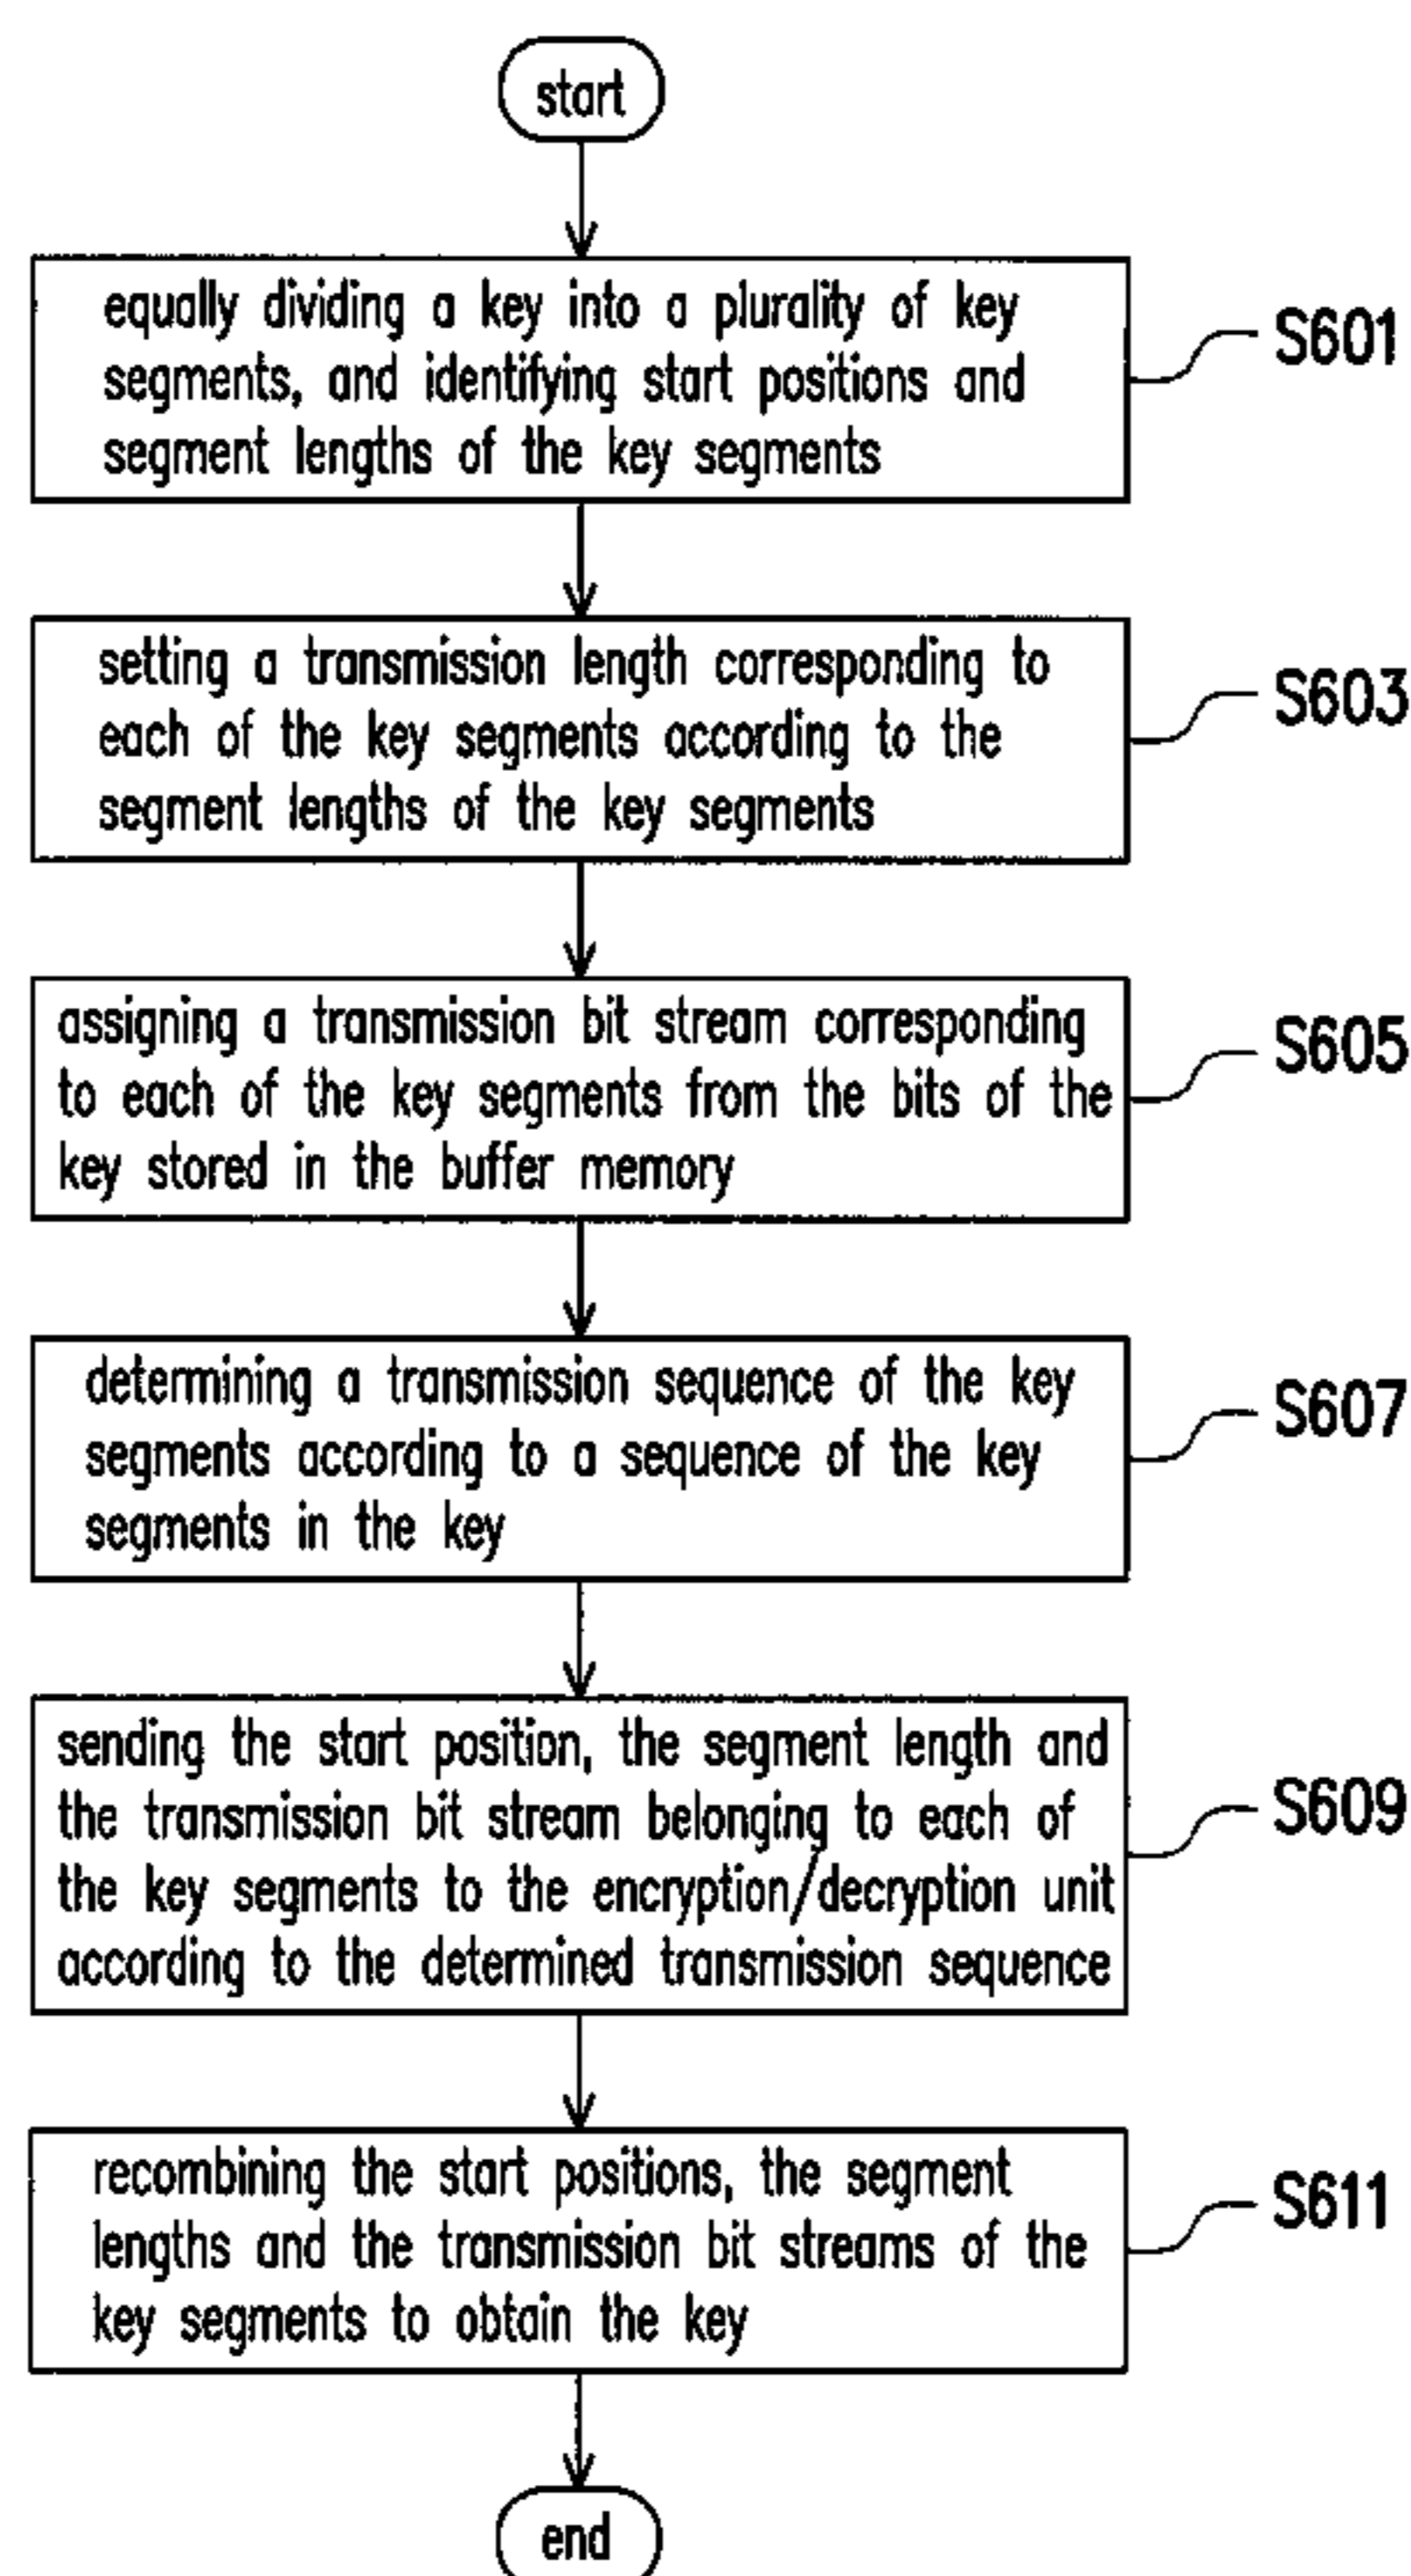 start
equally dividing a key into a plurality of key
segments, and identifying start positions and
segment lengths of the key segments
S601
setting a transmission length corresponding to
each of the key segments according to the
segment lengths of the key segments
S603
assigning a transmission bit stream corresponding
to each of the key segments from the bits of the
key stored in the buffer memory
S605
determining a transmission sequence of the key
segments according to a sequence of the key
segments in the key
S607
sending the start position, the segment length and
the transmission bit stream belonging to each of
the key segments to the encryption/decryption unit
according to the determined transmission sequence
S609
recombining the start positions, the segment
lengths and the transmission bit streams of the
key segments to obtain the key
S611
end